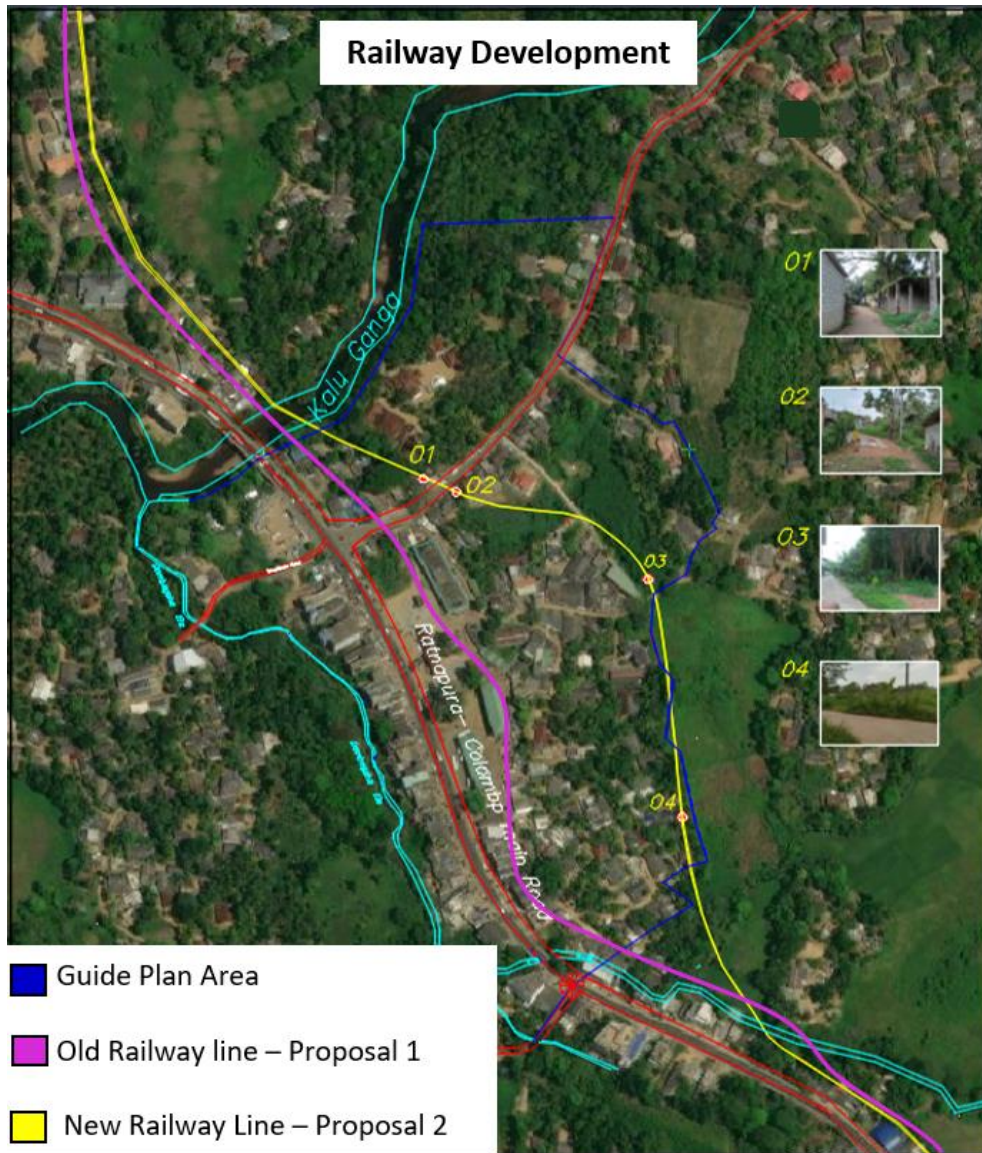 Railway Development
01
Kalu Ganga
02
01
02
03
03
Ratnapura- Colombo Main Road
04
04
Guide Plan Area
Old Railway line – Proposal 1
New Railway Line – Proposal 2